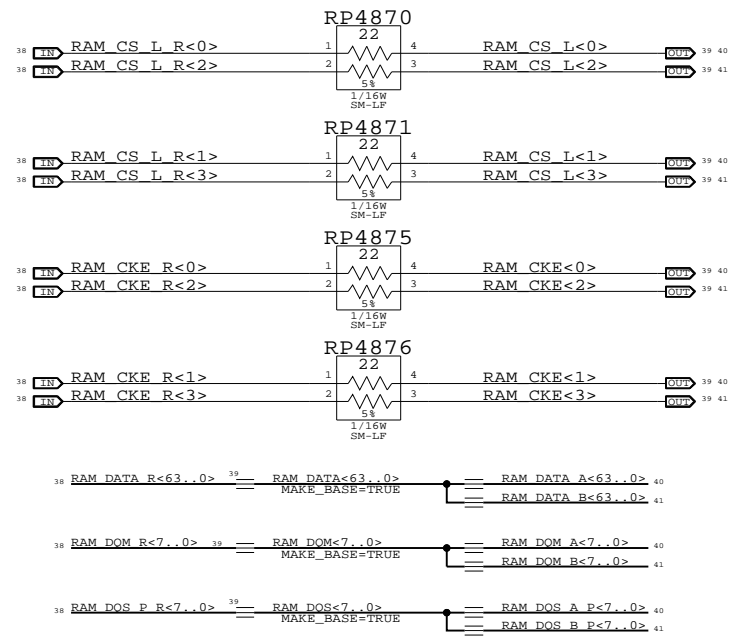 RP4870
22
38 IN RAM_CS_L_R<0> 1 4 RAM_CS_L<0> OUT 39 40
38 IN RAM_CS_L_R<2> 2 3 RAM_CS_L<2> OUT 39 41
5%
1/16W
SM-LF
RP4871
22
38 IN RAM_CS_L_R<1> 1 4 RAM_CS_L<1> OUT 39 40
38 IN RAM_CS_L_R<3> 2 3 RAM_CS_L<3> OUT 39 41
5%
1/16W
SM-LF
RP4875
22
38 IN RAM_CKE_R<0> 1 4 RAM_CKE<0> OUT 39 40
38 IN RAM_CKE_R<2> 2 3 RAM_CKE<2> OUT 39 41
5%
1/16W
SM-LF
RP4876
22
38 IN RAM_CKE_R<1> 1 4 RAM_CKE<1> OUT 39 40
38 IN RAM_CKE_R<3> 2 3 RAM_CKE<3> OUT 39 41
5%
1/16W
SM-LF
38 RAM_DATA_R<63..0> 39 RAM_DATA<63..0> RAM_DATA_A<63..0> 40
MAKE_BASE=TRUE
RAM_DATA_B<63..0> 41
38 RAM_DQM_R<7..0> 39 RAM_DQM<7..0> RAM_DQM_A<7..0> 40
MAKE_BASE=TRUE
RAM_DQM_B<7..0> 41
38 RAM_DQS_P_R<7..0> 39 RAM_DQS<7..0> RAM_DQS_A_P<7..0> 40
MAKE_BASE=TRUE
RAM_DQS_B_P<7..0> 41